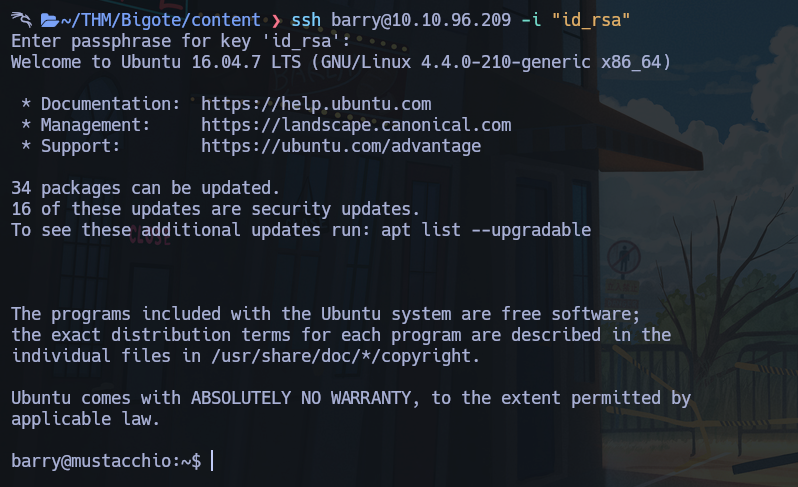 ~/THM/Bigote/content ❯ ssh barry@10.10.96.209 -i "id_rsa"
Enter passphrase for key 'id_rsa':
Welcome to Ubuntu 16.04.7 LTS (GNU/Linux 4.4.0-210-generic x86_64)
* Documentation:  https://help.ubuntu.com
* Management:     https://landscape.canonical.com
* Support:        https://ubuntu.com/advantage
34 packages can be updated.
16 of these updates are security updates.
To see these additional updates run: apt list --upgradable
The programs included with the Ubuntu system are free software;
the exact distribution terms for each program are described in the
individual files in /usr/share/doc/*/copyright.
Ubuntu comes with ABSOLUTELY NO WARRANTY, to the extent permitted by
applicable law.
barry@mustacchio:~$